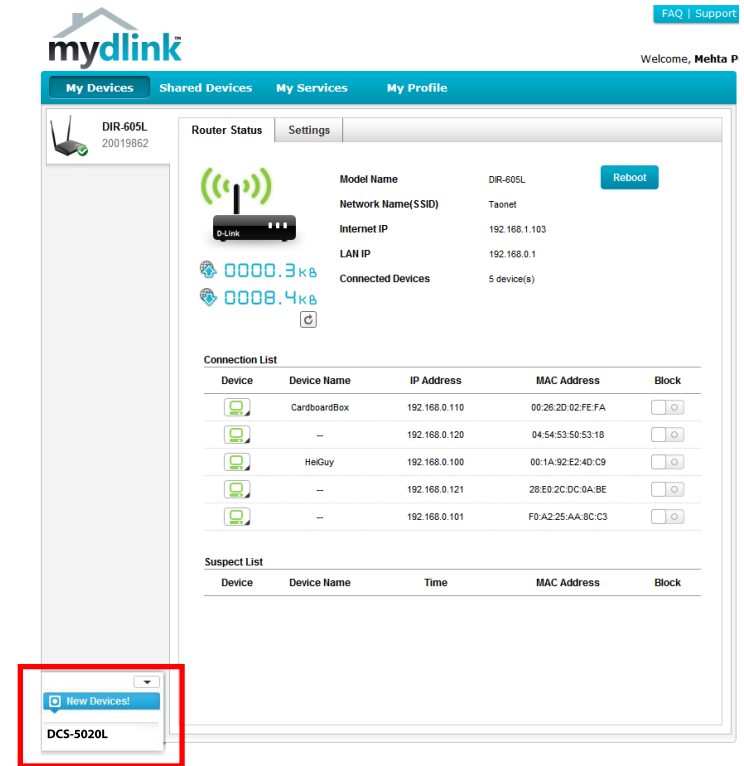 FAQ | Support
mydlink™
Welcome, Mehta P
My Devices Shared Devices My Services My Profile
DIR-605L
20019862
Router Status Settings
Model Name DIR-605L Reboot
Network Name(SSID) Taonet
Internet IP 192.168.1.103
LAN IP 192.168.0.1
Connected Devices 5 device(s)
D-Link
0000.3KB
0008.4KB
Connection List
Device Device Name IP Address MAC Address Block
CardboardBox 192.168.0.110 00:26:2D:02:FE:FA
-- 192.168.0.120 04:54:53:50:53:18
HeiGuy 192.168.0.100 00:1A:92:E2:4D:C9
-- 192.168.0.121 28:E0:2C:DC:0A:BE
-- 192.168.0.101 F0:A2:25:AA:8C:C3
Suspect List
Device Device Name Time MAC Address Block
New Devices!
DCS-5020L